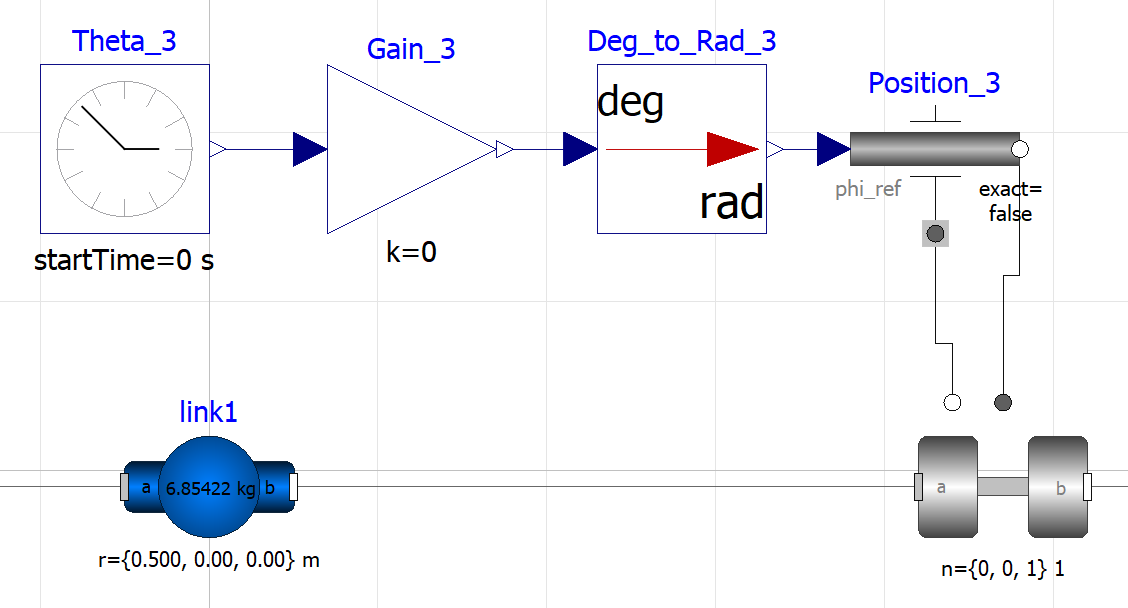 Theta_3
Gain_3
Deg_to_Rad_3
Position_3
deg
rad
phi_ref
exact=
false
startTime=0 s
k=0
link1
a
6.85422 kg
b
a
b
r={0.500, 0.00, 0.00} m
n={0, 0, 1} 1